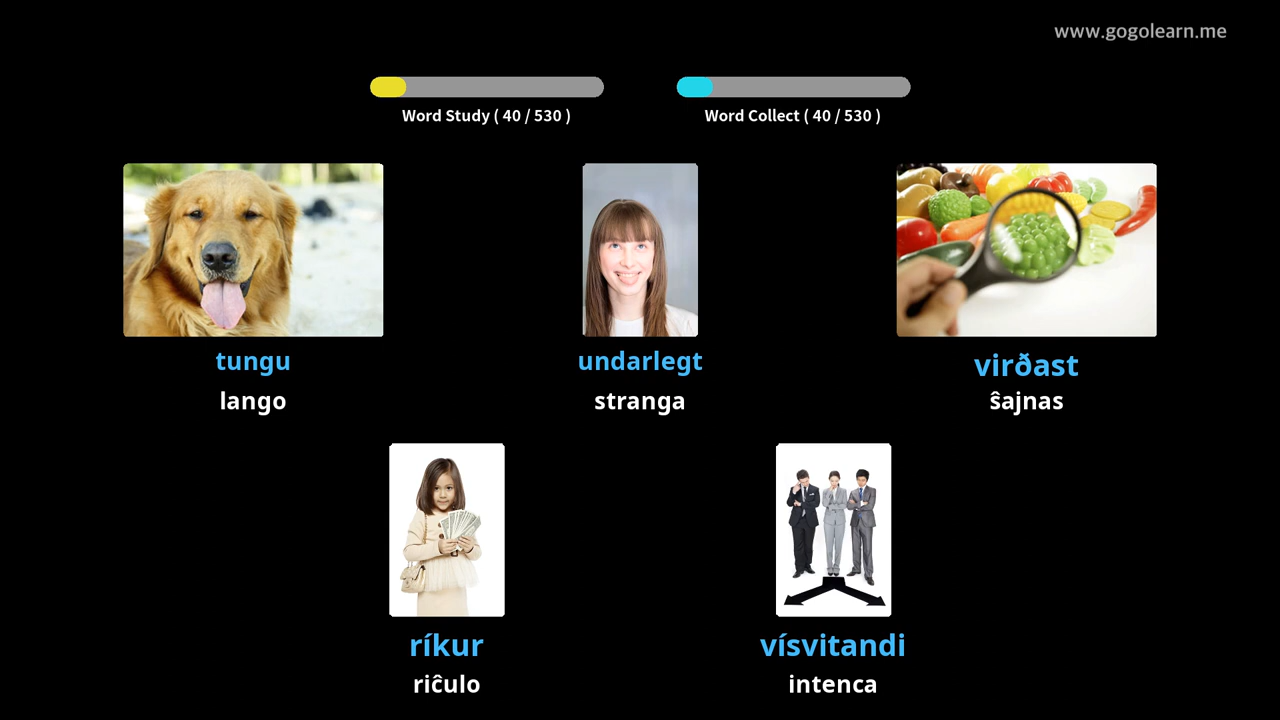 www.gogolearn.me
Word Study ( 40 / 530 )
Word Collect ( 40 / 530 )
tungu
lango
undarlegt
stranga
virðast
ŝajnas
ríkur
riĉulo
vísvitandi
intenca